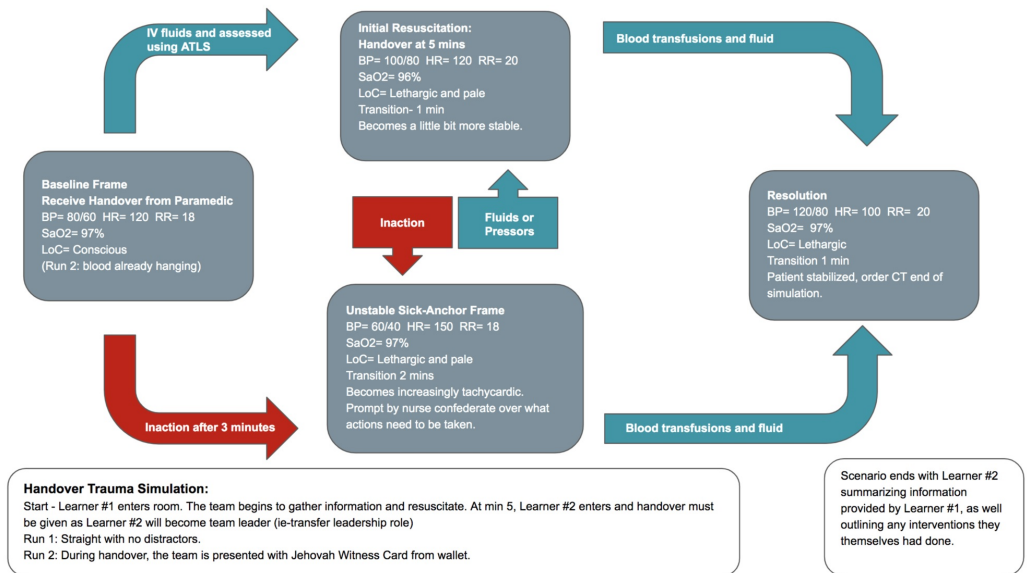 IV fluids and assessed
using ATLS
Initial Resuscitation:
Handover at 5 mins
BP= 100/80 HR= 120 RR= 20
SaO2= 96%
LoC= Lethargic and pale
Transition- 1 min
Becomes a little bit more stable.
Blood transfusions and fluid
Baseline Frame
Receive Handover from Paramedic
BP= 80/60 HR= 120 RR= 18
SaO2= 97%
LoC= Conscious
(Run 2: blood already hanging)
Inaction
Fluids or
Pressors
Resolution
BP= 120/80 HR= 100 RR= 20
SaO2= 97%
LoC= Lethargic
Transition 1 min
Patient stabilized, order CT end of
simulation.
Unstable Sick-Anchor Frame
BP= 60/40 HR= 150 RR= 18
SaO2= 97%
LoC= Lethargic and pale
Transition 2 mins
Becomes increasingly tachycardic.
Prompt by nurse confederate over what
actions need to be taken.
Inaction after 3 minutes
Blood transfusions and fluid
Handover Trauma Simulation:
Start - Learner #1 enters room. The team begins to gather information and resuscitate. At min 5, Learner #2 enters and handover must
be given as Learner #2 will become team leader (ie-transfer leadership role)
Run 1: Straight with no distractors.
Run 2: During handover, the team is presented with Jehovah Witness Card from wallet.
Scenario ends with Learner #2
summarizing information
provided by Learner #1, as well
outlining any interventions they
themselves had done.